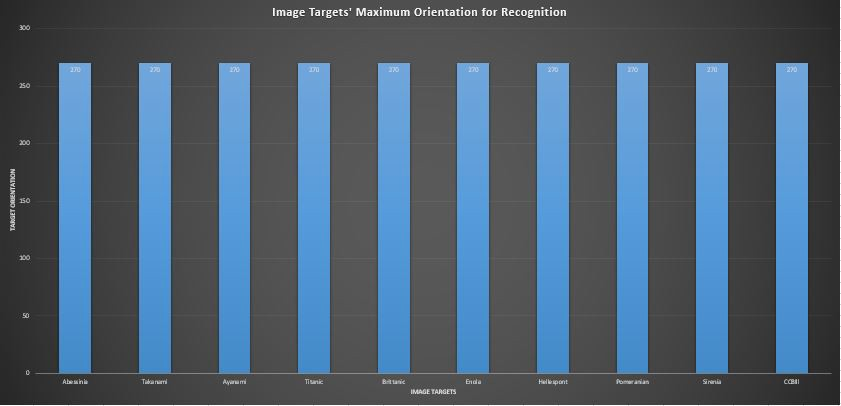 Image Targets' Maximum Orientation for Recognition
300
250
200
150
100
50
0
TARGET ORIENTATION
270 270 270 270 270 270 270 270 270 270
Abessinia Takanami Ayanami Titanic Brittanic Enola Hellespont Pomeranian Sirenia CCBill
IMAGE TARGETS